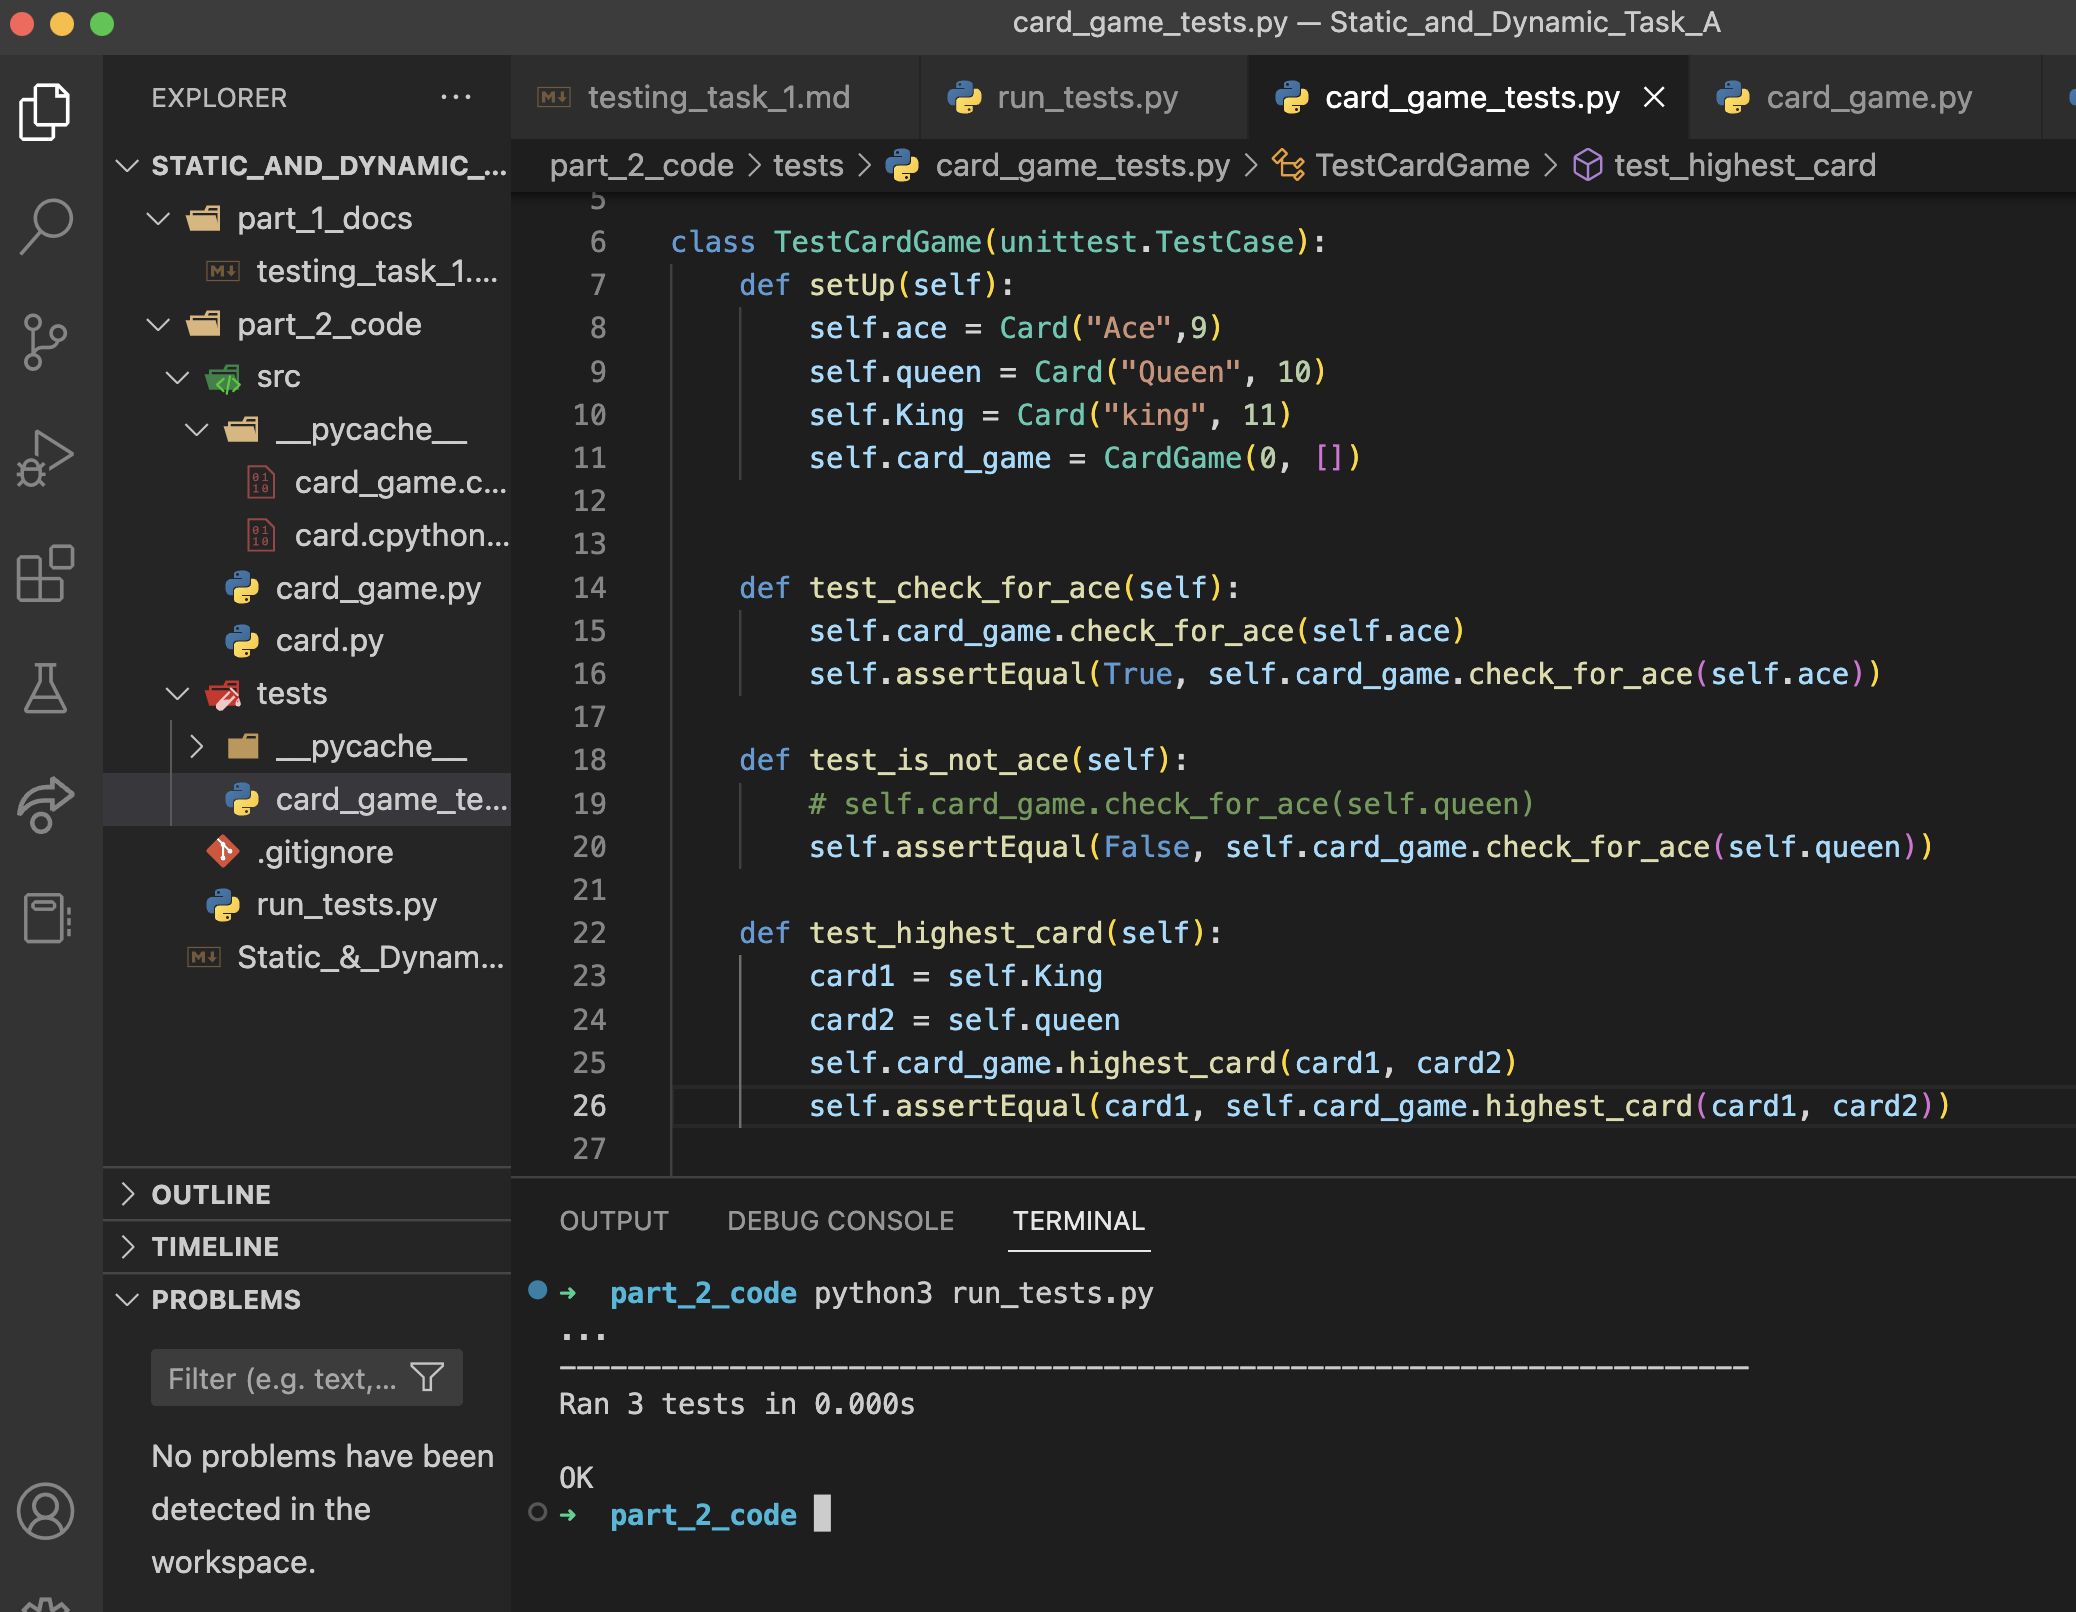 card_game_tests.py — Static_and_Dynamic_Task_A
EXPLORER
testing_task_1.md
run_tests.py
card_game_tests.py
card_game.py
STATIC_AND_DYNAMIC_...
part_1_docs
testing_task_1....
part_2_code
src
__pycache__
card_game.c...
card.cpython...
card_game.py
card.py
tests
__pycache__
card_game_te...
.gitignore
run_tests.py
Static_&_Dynam...
OUTLINE
TIMELINE
PROBLEMS
Filter (e.g. text,...
No problems have been
detected in the
workspace.
part_2_code > tests > card_game_tests.py > TestCardGame > test_highest_card
5
6 class TestCardGame(unittest.TestCase):
7 def setUp(self):
8 self.ace = Card("Ace",9)
9 self.queen = Card("Queen", 10)
10 self.King = Card("king", 11)
11 self.card_game = CardGame(0, [])
12
13
14 def test_check_for_ace(self):
15 self.card_game.check_for_ace(self.ace)
16 self.assertEqual(True, self.card_game.check_for_ace(self.ace))
17
18 def test_is_not_ace(self):
19 # self.card_game.check_for_ace(self.queen)
20 self.assertEqual(False, self.card_game.check_for_ace(self.queen))
21
22 def test_highest_card(self):
23 card1 = self.King
24 card2 = self.queen
25 self.card_game.highest_card(card1, card2)
26 self.assertEqual(card1, self.card_game.highest_card(card1, card2))
27
OUTPUT DEBUG CONSOLE TERMINAL
➜ part_2_code python3 run_tests.py
...
----------------------------------------------------------------------
Ran 3 tests in 0.000s
OK
➜ part_2_code